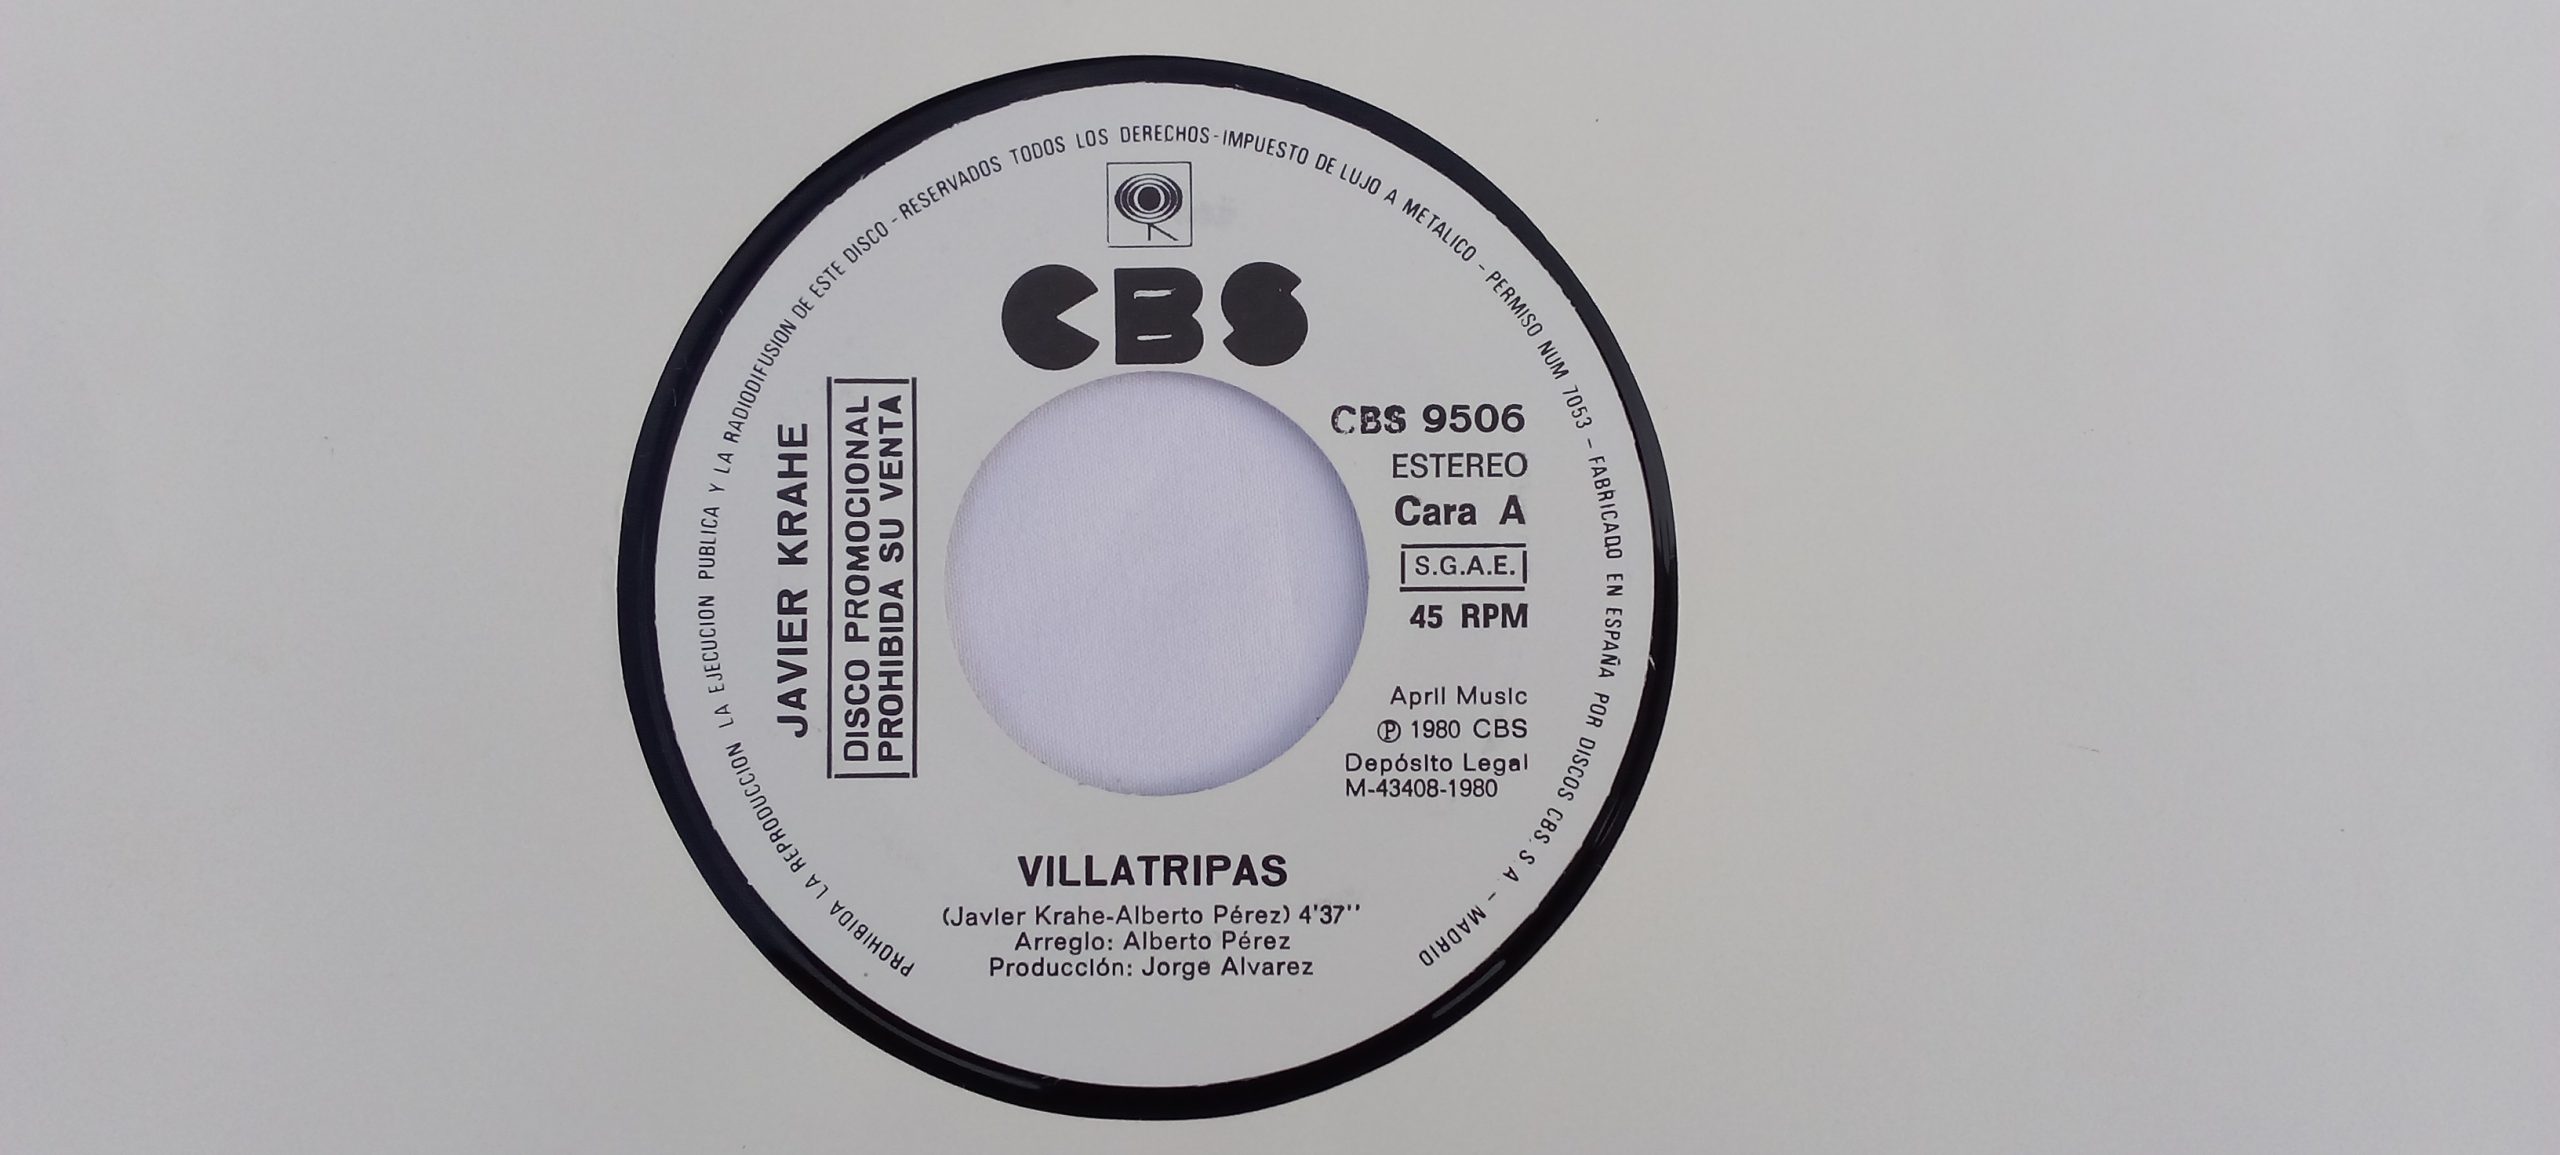 PROHIBIDA LA REPRODUCCION LA EJECUCION PUBLICA Y LA RADIODIFUSION DE ESTE DISCO - RESERVADOS TODOS LOS DERECHOS - IMPUESTO DE LUJO A METALICO - PERMISO NUM 7053 - FABRICADO EN ESPAÑA POR DISCOS CBS. S. A. - MADRID
CBS
JAVIER KRAHE
DISCO PROMOCIONAL
PROHIBIDA SU VENTA
CBS 9506
ESTEREO
Cara A
S.G.A.E.
45 RPM
April Music
℗ 1980 CBS
Depósito Legal
M-43408-1980
VILLATRIPAS
(Javier Krahe-Alberto Pérez) 4'37''
Arreglo: Alberto Pérez
Producción: Jorge Alvarez